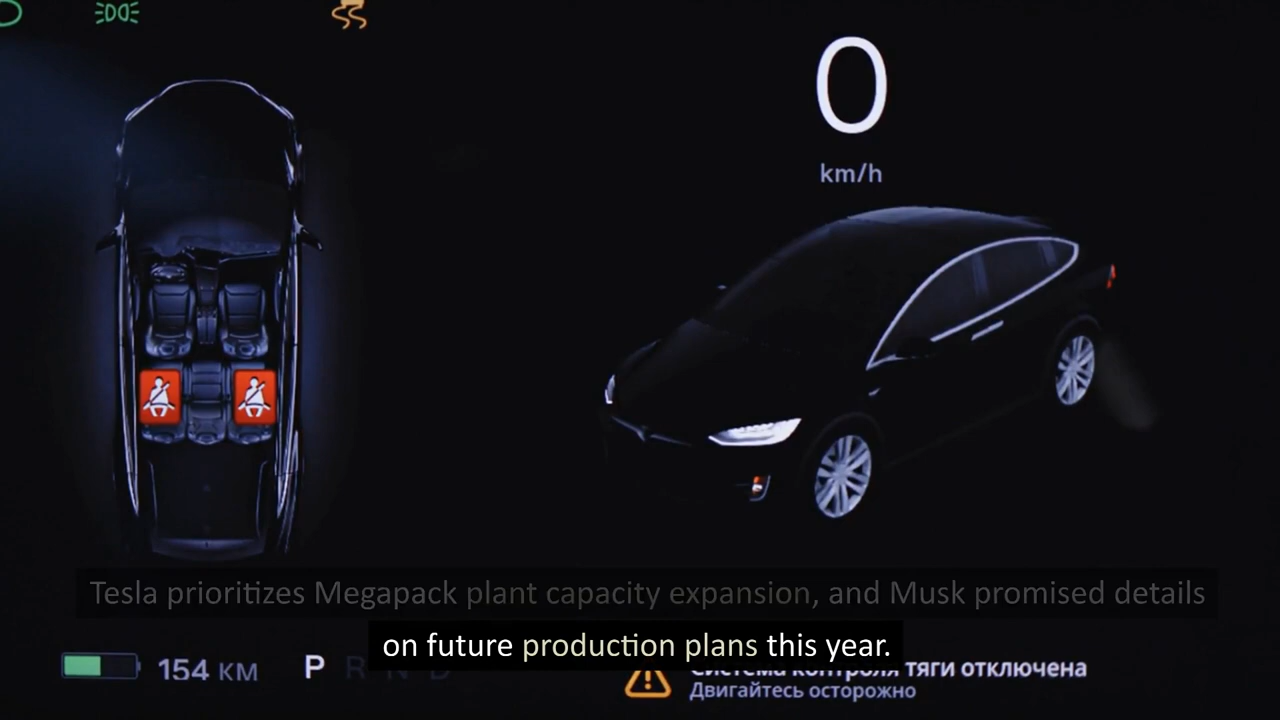 0
km/h
Tesla prioritizes Megapack plant capacity expansion, and Musk promised details
on future production plans this year.
154 КМ
P R N D
Система контроля тяги отключена
Двигайтесь осторожно